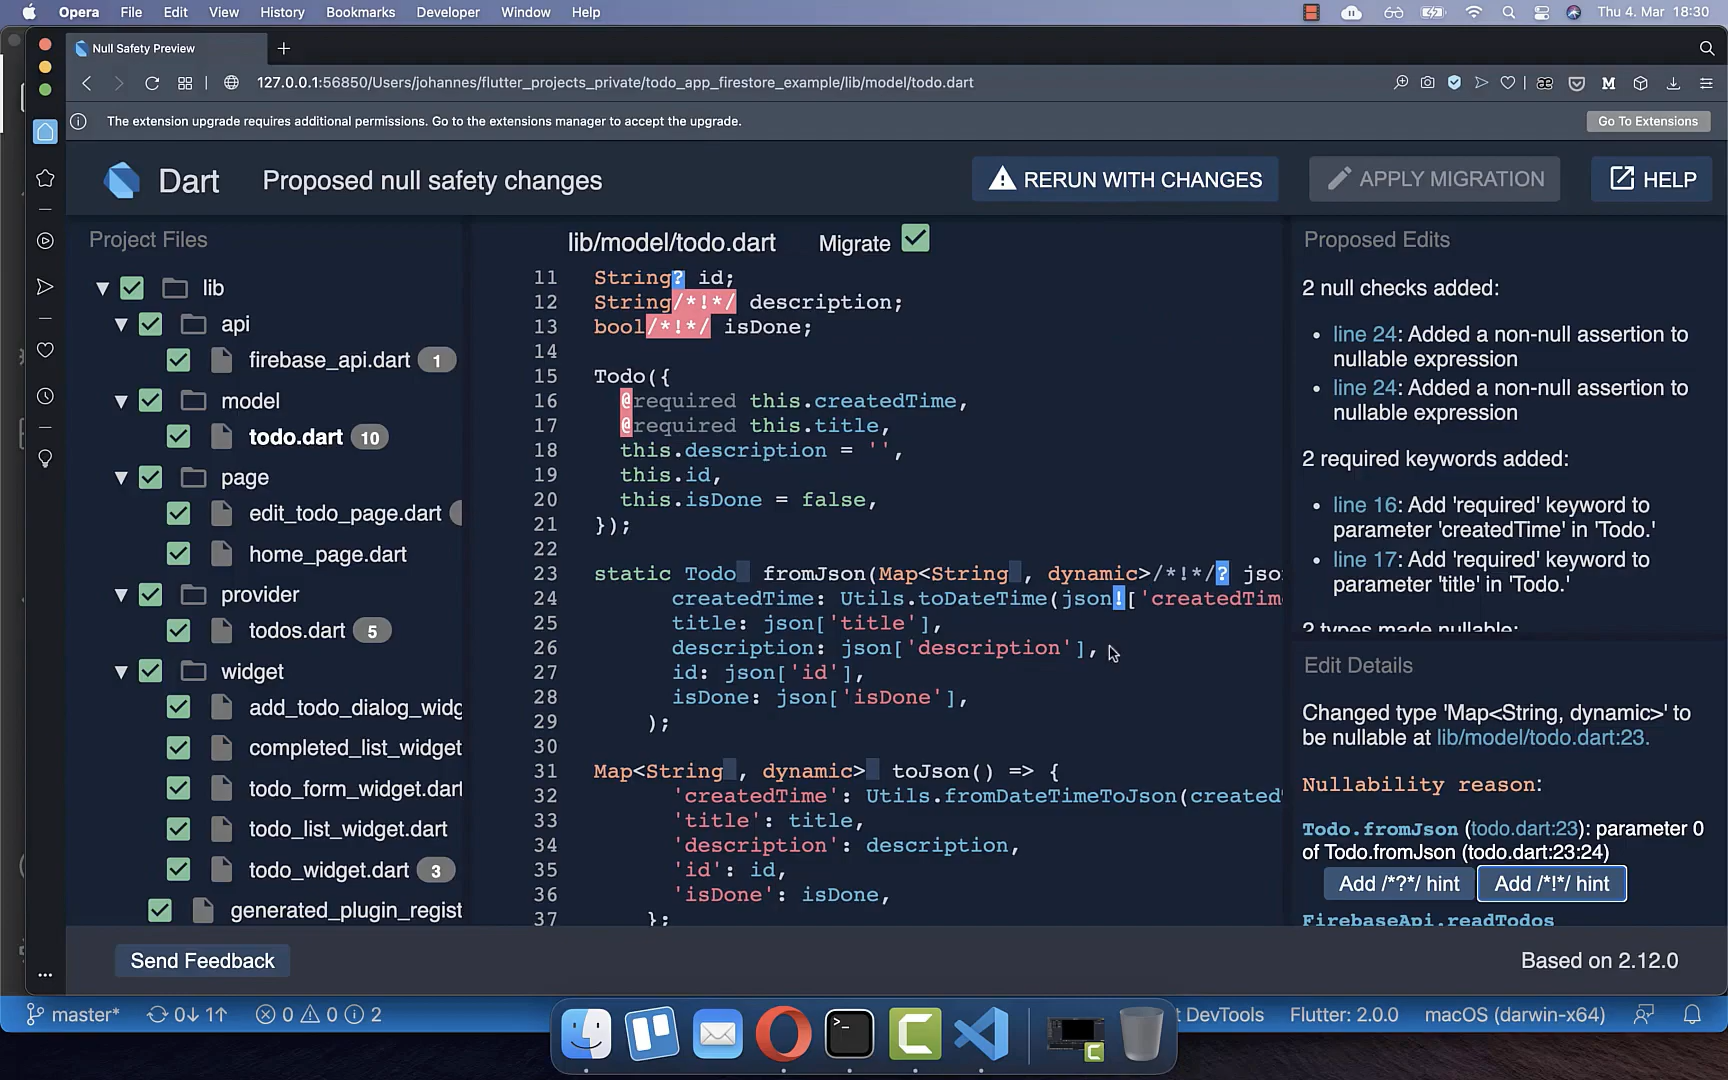 Opera File Edit View History Bookmarks Developer Window Help Thu 4. Mar 18:30
Null Safety Preview
127.0.0.1:56850/Users/johannes/flutter_projects_private/todo_app_firestore_example/lib/model/todo.dart
The extension upgrade requires additional permissions. Go to the extensions manager to accept the upgrade. Go To Extensions
Dart Proposed null safety changes RERUN WITH CHANGES APPLY MIGRATION HELP
Project Files
lib
api
firebase_api.dart 1
model
todo.dart 10
page
edit_todo_page.dart
home_page.dart
provider
todos.dart 5
widget
add_todo_dialog_widg
completed_list_widget
todo_form_widget.dart
todo_list_widget.dart
todo_widget.dart 3
generated_plugin_regist
Send Feedback
lib/model/todo.dart Migrate
11 String? id;
12 String/*!*/ description;
13 bool/*!*/ isDone;
14
15 Todo({
16 @required this.createdTime,
17 @required this.title,
18 this.description = '',
19 this.id,
20 this.isDone = false,
21 });
22
23 static Todo fromJson(Map<String , dynamic>/*!*/? jso
24 createdTime: Utils.toDateTime(json!['createdTim
25 title: json['title'],
26 description: json['description'],
27 id: json['id'],
28 isDone: json['isDone'],
29 );
30
31 Map<String , dynamic> toJson() => {
32 'createdTime': Utils.fromDateTimeToJson(created
33 'title': title,
34 'description': description,
35 'id': id,
36 'isDone': isDone,
37 };
Proposed Edits
2 null checks added:
• line 24: Added a non-null assertion to
nullable expression
• line 24: Added a non-null assertion to
nullable expression
2 required keywords added:
• line 16: Add 'required' keyword to
parameter 'createdTime' in 'Todo.'
• line 17: Add 'required' keyword to
parameter 'title' in 'Todo.'
2 types made nullable:
Edit Details
Changed type 'Map<String, dynamic>' to
be nullable at lib/model/todo.dart:23.
Nullability reason:
Todo.fromJson (todo.dart:23): parameter 0
of Todo.fromJson (todo.dart:23:24)
Add /*?*/ hint Add /*!*/ hint
FirebaseApi.readTodos
Based on 2.12.0
master* 0↓ 1↑ 0 0 2 t DevTools Flutter: 2.0.0 macOS (darwin-x64)